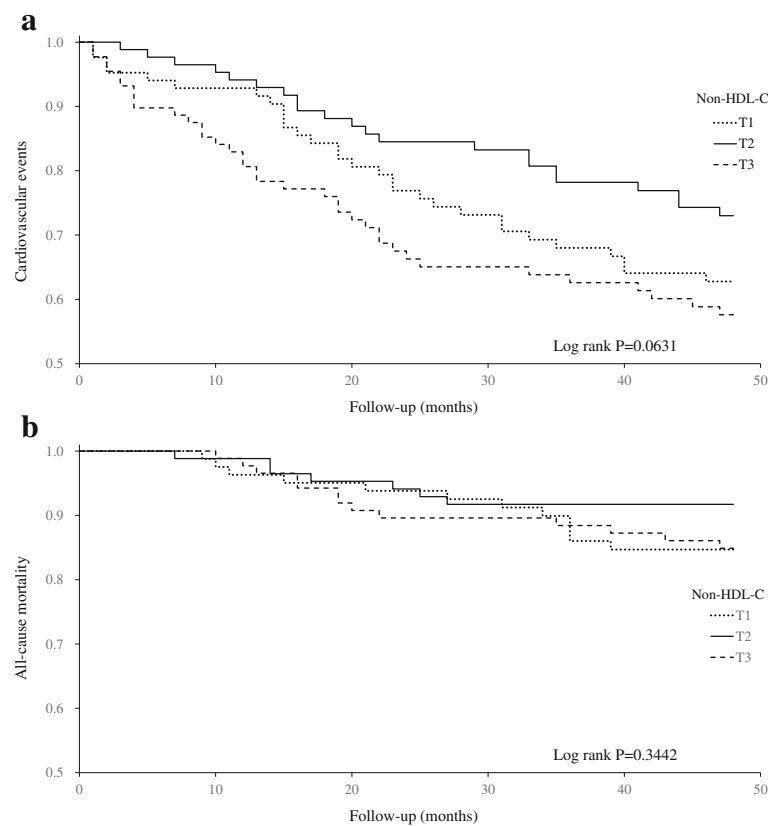 a
1.0
Non-HDL-C
T1
T2
T3
0.9
0.8
0.7
0.6
0.5
Cardiovascular events
Log rank P=0.0631
0 10 20 30 40 50
Follow-up (months)
b
1.0
0.9
0.8
0.7
0.6
0.5
All-cause mortality
Non-HDL-C
T1
T2
T3
Log rank P=0.3442
0 10 20 30 40 50
Follow-up (months)